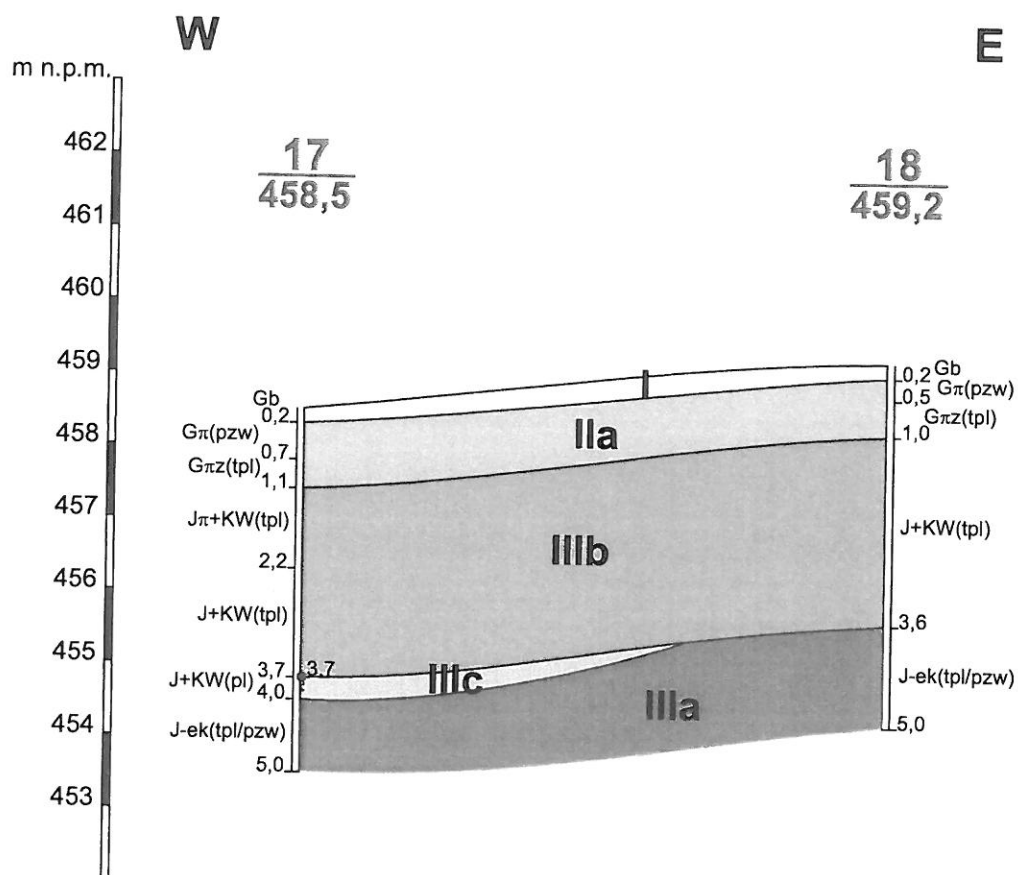 W
E
m n.p.m.
462
461
460
459
458
457
456
455
454
453
17
458,5
18
459,2
Gb
0,2
Gπ(pzw)
0,7
Gπz(tpl)
1,1
Jπ+KW(tpl)
2,2
J+KW(tpl)
3,7
3,7
J+KW(pl)
4,0
J-ek(tpl/pzw)
5,0
I
IIa
IIIb
IIIc
IIIa
0,2 Gb
Gπ(pzw)
0,5
Gπz(tpl)
1,0
J+KW(tpl)
3,6
J-ek(tpl/pzw)
5,0